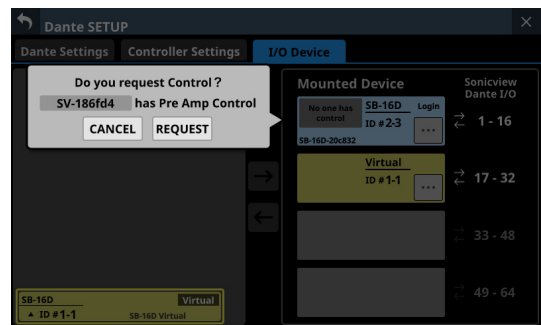 Dante SETUP
Dante Settings Controller Settings I/O Device
Do you request Control ?
SV-186fd4 has Pre Amp Control
CANCEL REQUEST
Mounted Device Sonicview
Dante I/O
No one has
control
SB-16D Login
ID # 2-3
...
SB-16D-20c832
1 - 16
Virtual
ID # 1-1
...
17 - 32
33 - 48
49 - 64
SB-16D Virtual
▲ ID # 1-1 SB-16D Virtual